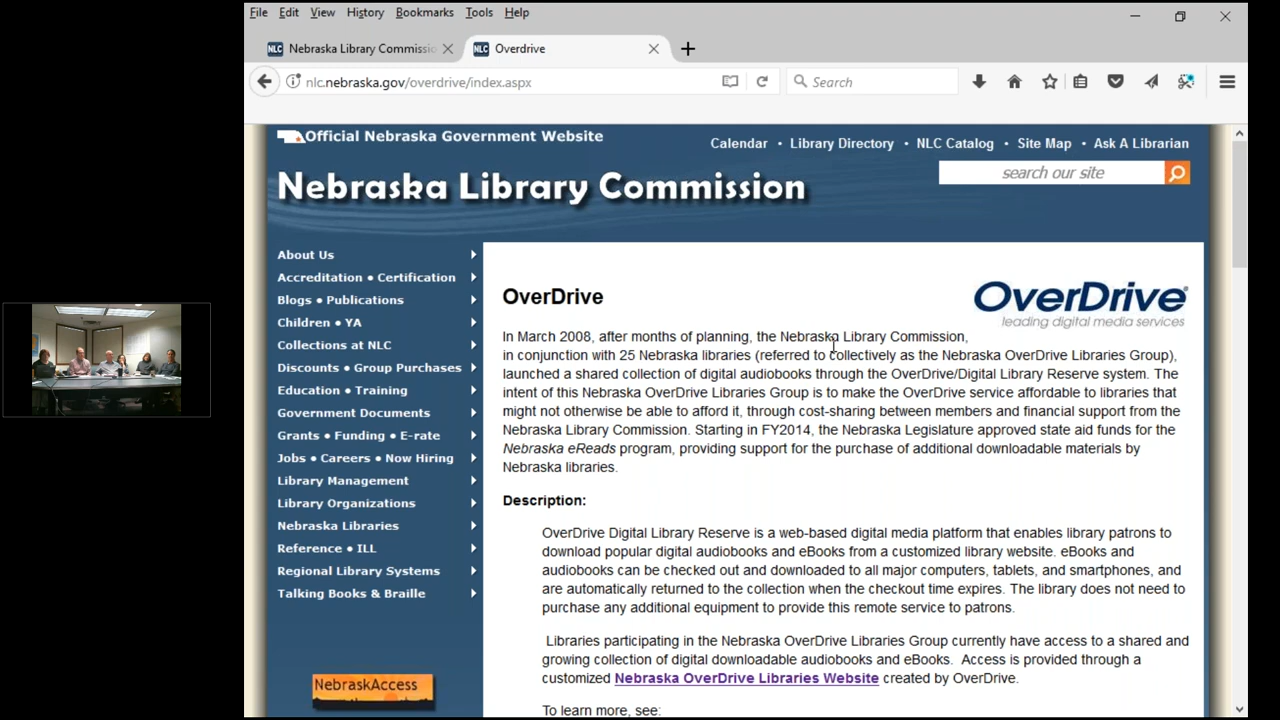 File Edit View History Bookmarks Tools Help
NLC Nebraska Library Commissio NLC Overdrive
nlc.nebraska.gov/overdrive/index.aspx Search
Official Nebraska Government Website
Calendar • Library Directory • NLC Catalog • Site Map • Ask A Librarian
search our site
Nebraska Library Commission
About Us
Accreditation • Certification
Blogs • Publications
Children • YA
Collections at NLC
Discounts • Group Purchases
Education • Training
Government Documents
Grants • Funding • E-rate
Jobs • Careers • Now Hiring
Library Management
Library Organizations
Nebraska Libraries
Reference • ILL
Regional Library Systems
Talking Books & Braille
NebraskAccess
OverDrive
OverDrive®
leading digital media services
In March 2008, after months of planning, the Nebraska Library Commission,
in conjunction with 25 Nebraska libraries (referred to collectively as the Nebraska OverDrive Libraries Group),
launched a shared collection of digital audiobooks through the OverDrive/Digital Library Reserve system. The
intent of this Nebraska OverDrive Libraries Group is to make the OverDrive service affordable to libraries that
might not otherwise be able to afford it, through cost-sharing between members and financial support from the
Nebraska Library Commission. Starting in FY2014, the Nebraska Legislature approved state aid funds for the
Nebraska eReads program, providing support for the purchase of additional downloadable materials by
Nebraska libraries.
Description:
OverDrive Digital Library Reserve is a web-based digital media platform that enables library patrons to
download popular digital audiobooks and eBooks from a customized library website. eBooks and
audiobooks can be checked out and downloaded to all major computers, tablets, and smartphones, and
are automatically returned to the collection when the checkout time expires. The library does not need to
purchase any additional equipment to provide this remote service to patrons.
Libraries participating in the Nebraska OverDrive Libraries Group currently have access to a shared and
growing collection of digital downloadable audiobooks and eBooks. Access is provided through a
customized Nebraska OverDrive Libraries Website created by OverDrive.
To learn more, see: